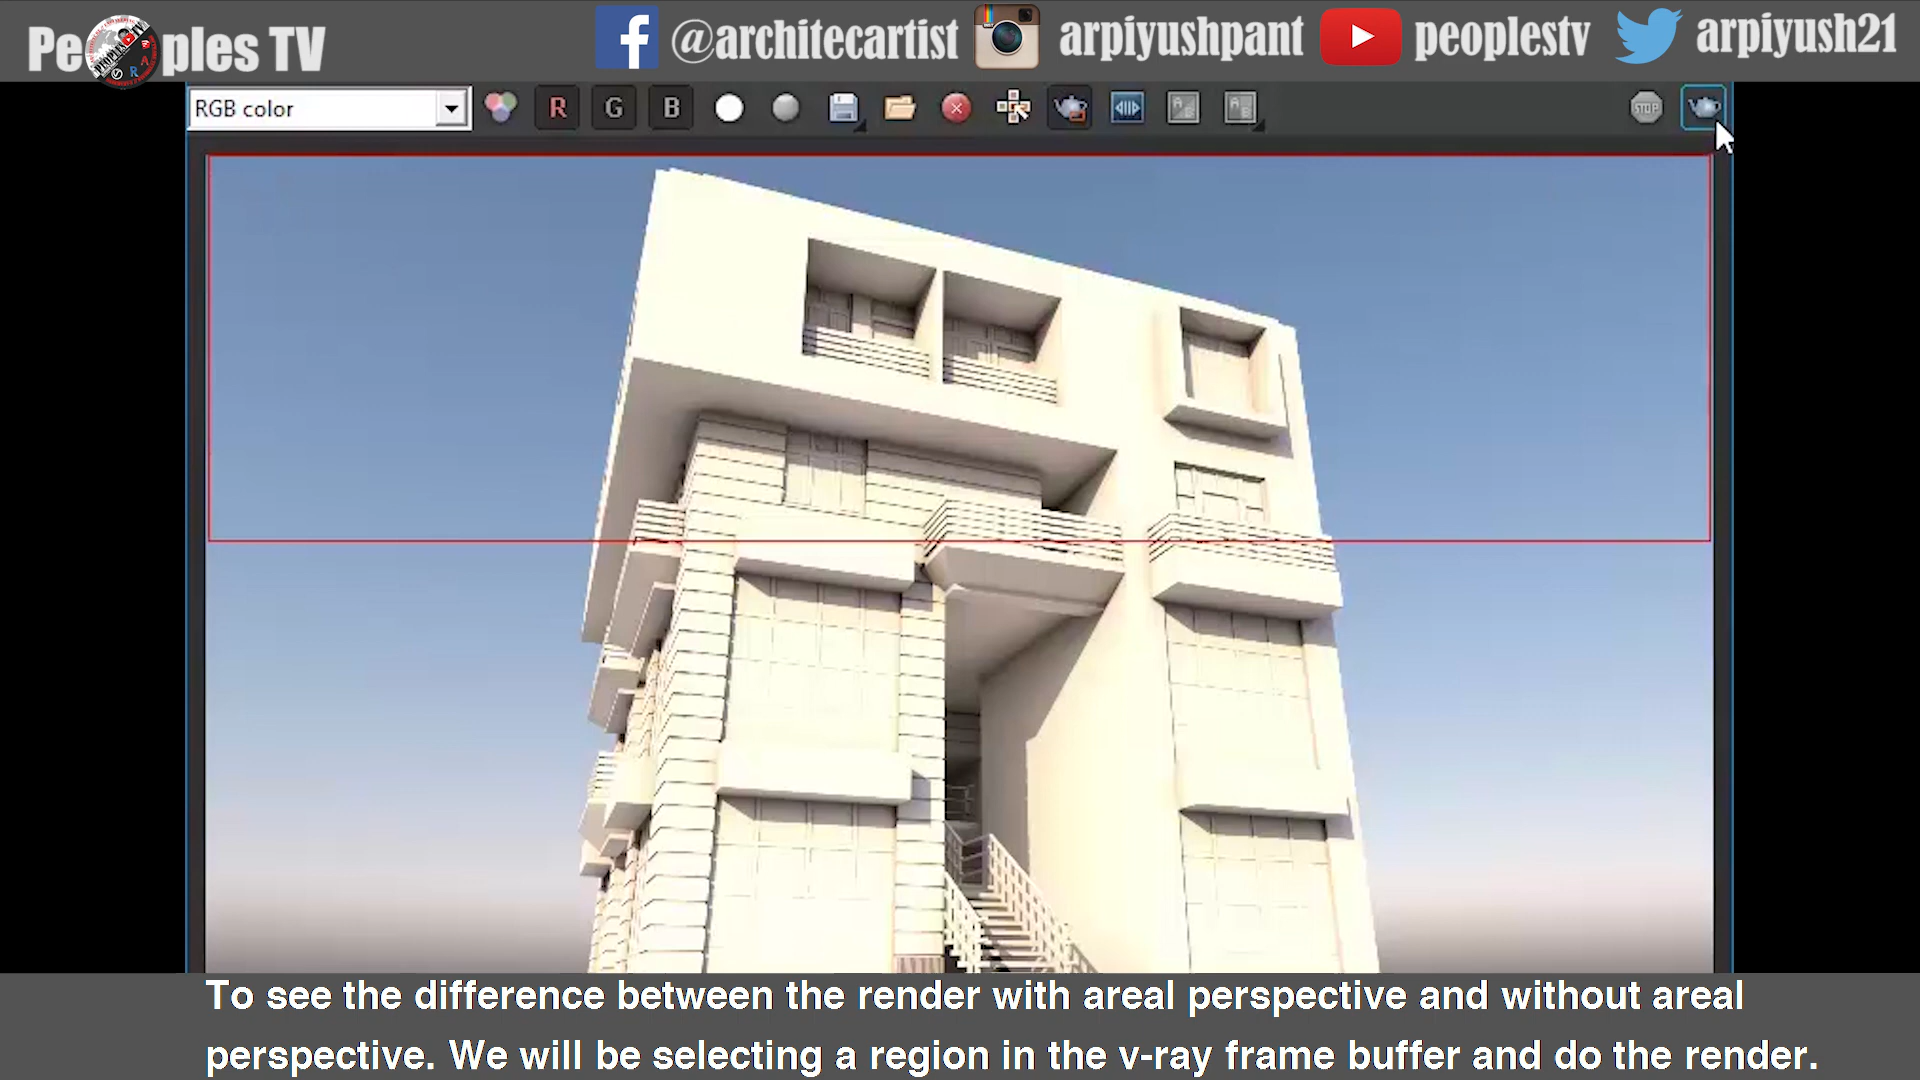 Peoples TV
@architecartist arpiyushpant peoplestv arpiyush21
RGB color R G B STOP
To see the difference between the render with areal perspective and without areal
perspective. We will be selecting a region in the v-ray frame buffer and do the render.